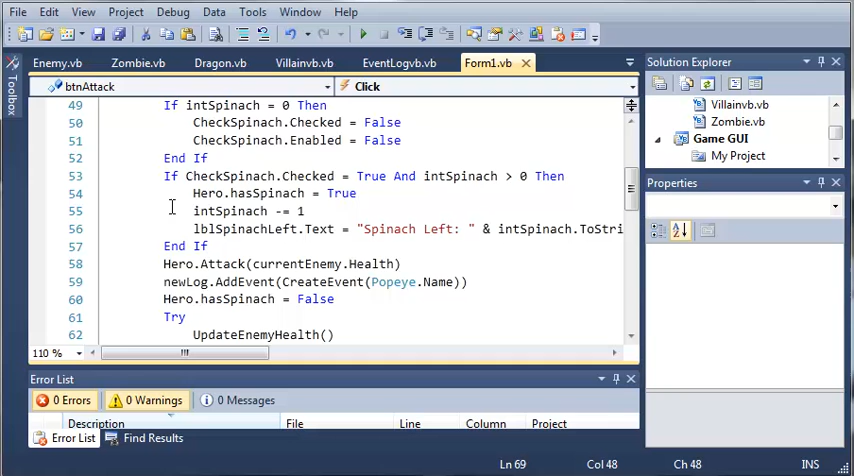 File Edit View Project Debug Data Tools Window Help
Enemy.vb Zombie.vb Dragon.vb Villainvb.vb EventLogvb.vb Form1.vb
btnAttack Click
Toolbox
49 If intSpinach = 0 Then
50 CheckSpinach.Checked = False
51 CheckSpinach.Enabled = False
52 End If
53 If CheckSpinach.Checked = True And intSpinach > 0 Then
54 Hero.hasSpinach = True
55 intSpinach -= 1
56 lblSpinachLeft.Text = "Spinach Left: " & intSpinach.ToStri
57 End If
58 Hero.Attack(currentEnemy.Health)
59 newLog.AddEvent(CreateEvent(Popeye.Name))
60 Hero.hasSpinach = False
61 Try
62 UpdateEnemyHealth()
110 %
Solution Explorer
Villainvb.vb
Zombie.vb
Game GUI
My Project
Properties
Error List
0 Errors 0 Warnings 0 Messages
Description File Line Column Project
Error List Find Results
Ln 69 Col 48 Ch 48 INS